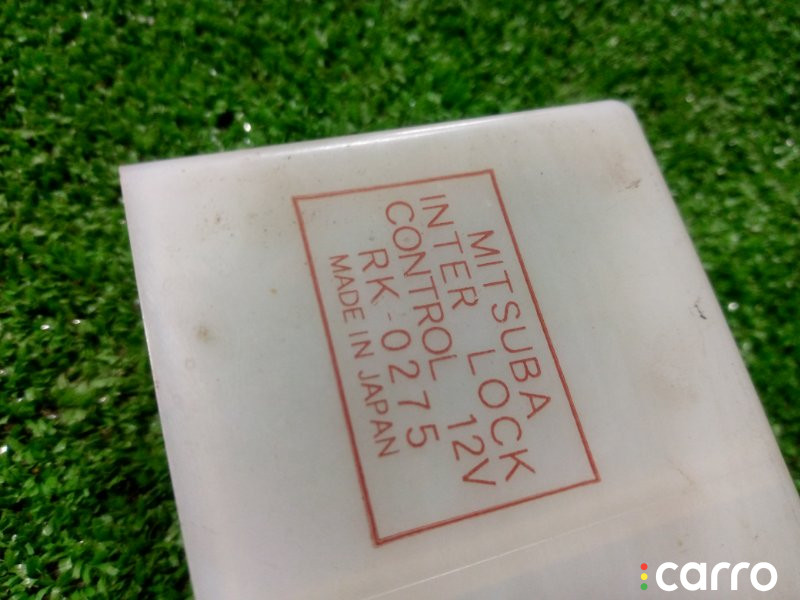 MITSUBA
INTER LOCK
CONTROL 12V
RK-0275
MADE IN JAPAN
carro